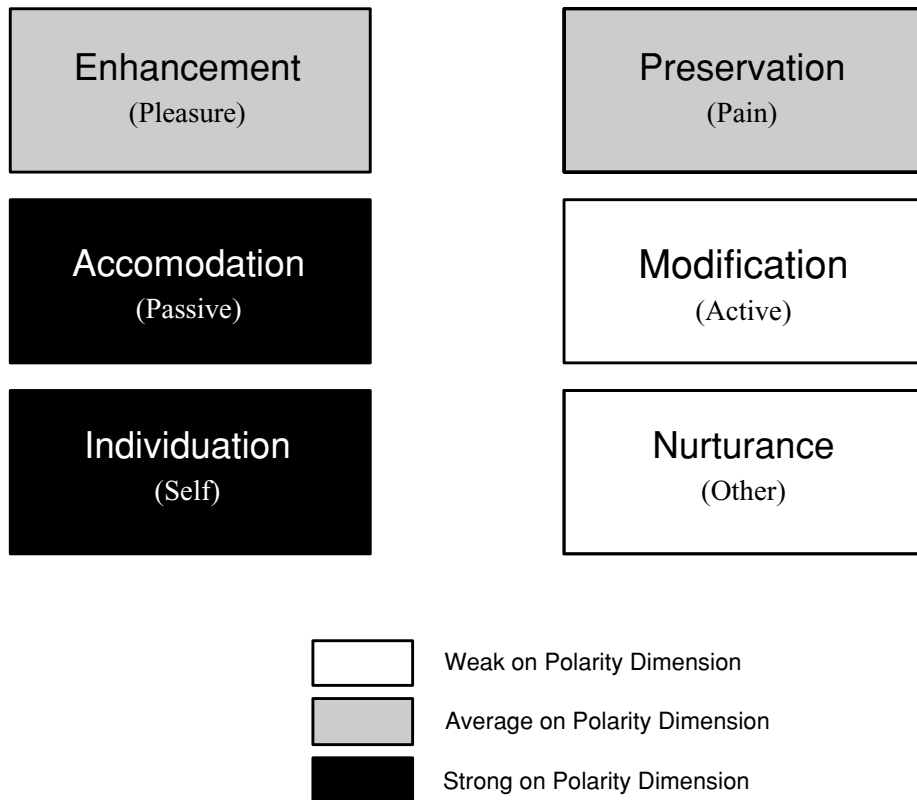 Enhancement
(Pleasure)
Preservation
(Pain)
Accomodation
(Passive)
Modification
(Active)
Individuation
(Self)
Nurturance
(Other)
Weak on Polarity Dimension
Average on Polarity Dimension
Strong on Polarity Dimension